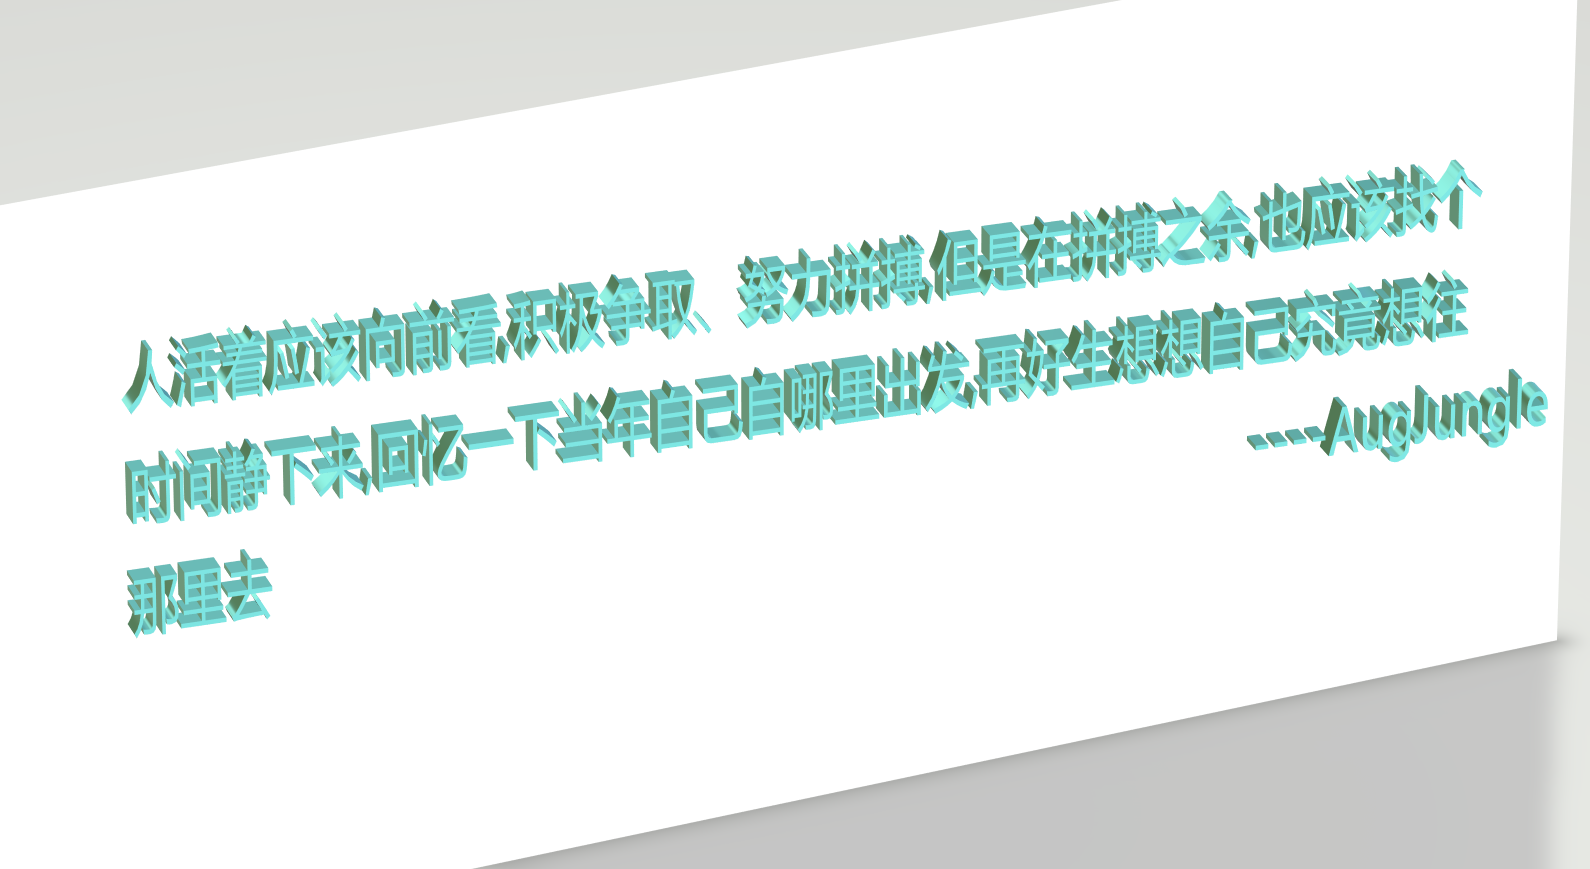 人活着应该向前看,积极争取 努力拼搏,但是在拼搏之余,也应该找个
时间静下来,回忆一下当年自己自哪里出发,再好生想想自己究竟想往
----AugJungle
那里去